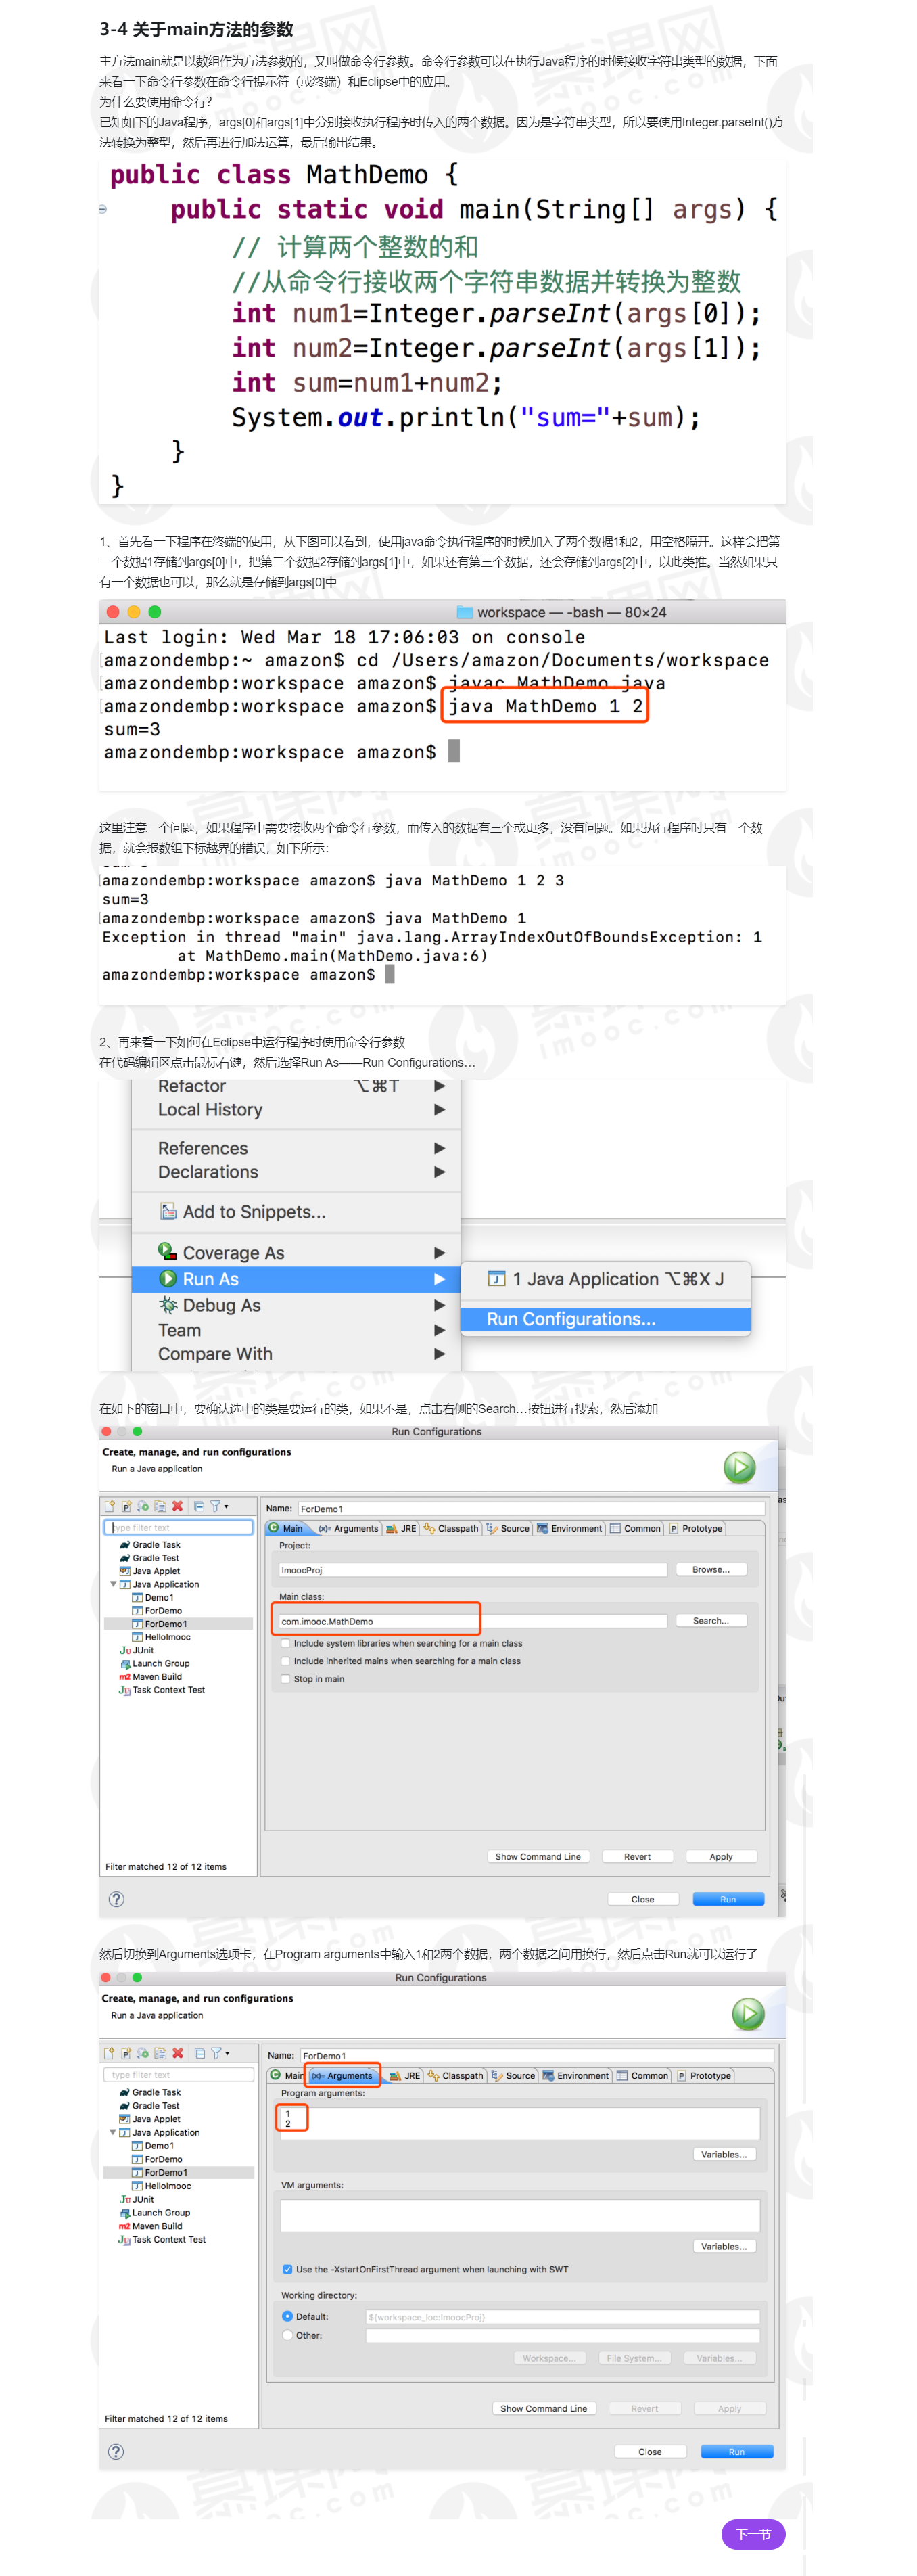 3-4 关于main方法的参数
主方法main就是以数组作为方法参数的，又叫做命令行参数。命令行参数可以在执行Java程序的时候接收字符串类型的数据，下面
来看一下命令行参数在命令行提示符（或终端）和Eclipse中的应用。
为什么要使用命令行？
已知如下的Java程序，args[0]和args[1]中分别接收执行程序时传入的两个数据。因为是字符串类型，所以要使用Integer.parseInt()方
法转换为整型，然后再进行加法运算，最后输出结果。
public class MathDemo {
public static void main(String[] args) {
// 计算两个整数的和
//从命令行接收两个字符串数据并转换为整数
int num1=Integer.parseInt(args[0]);
int num2=Integer.parseInt(args[1]);
int sum=num1+num2;
System.out.println("sum="+sum);
}
}
1、首先看一下程序在终端的使用，从下图可以看到，使用java命令执行程序的时候加入了两个数据1和2，用空格隔开。这样会把第
一个数据1存储到args[0]中，把第二个数据2存储到args[1]中，如果还有第三个数据，还会存储到args[2]中，以此类推。当然如果只
有一个数据也可以，那么就是存储到args[0]中
workspace — -bash — 80×24
Last login: Wed Mar 18 17:06:03 on console
[amazondembp:~ amazon$ cd /Users/amazon/Documents/workspace
[amazondembp:workspace amazon$ javac MathDemo.java
[amazondembp:workspace amazon$ java MathDemo 1 2
sum=3
amazondembp:workspace amazon$
这里注意一个问题，如果程序中需要接收两个命令行参数，而传入的数据有三个或更多，没有问题。如果执行程序时只有一个数
据，就会报数组下标越界的错误，如下所示：
[amazondembp:workspace amazon$ java MathDemo 1 2 3
sum=3
[amazondembp:workspace amazon$ java MathDemo 1
Exception in thread "main" java.lang.ArrayIndexOutOfBoundsException: 1
at MathDemo.main(MathDemo.java:6)
amazondembp:workspace amazon$
2、再来看一下如何在Eclipse中运行程序时使用命令行参数
在代码编辑区点击鼠标右键，然后选择Run As——Run Configurations...
Refactor ⌥⌘T ▶
Local History ▶
References ▶
Declarations ▶
Add to Snippets...
Coverage As ▶
Run As ▶
1 Java Application ⌥⌘X J
Debug As ▶
Run Configurations...
Team ▶
Compare With ▶
在如下的窗口中，要确认选中的类是要运行的类，如果不是，点击右侧的Search...按钮进行搜索，然后添加
Run Configurations
Create, manage, and run configurations
Run a Java application
Name: ForDemo1
type filter text
Main (x)= Arguments JRE Classpath Source Environment Common Prototype
Gradle Task
Gradle Test
Java Applet
Java Application
Demo1
ForDemo
ForDemo1
HelloImooc
JUnit
Launch Group
Maven Build
Task Context Test
Project:
ImoocProj
Browse...
Main class:
com.imooc.MathDemo
Search...
Include system libraries when searching for a main class
Include inherited mains when searching for a main class
Stop in main
Show Command Line Revert Apply
Filter matched 12 of 12 items
Close Run
然后切换到Arguments选项卡，在Program arguments中输入1和2两个数据，两个数据之间用换行，然后点击Run就可以运行了
Run Configurations
Create, manage, and run configurations
Run a Java application
Name: ForDemo1
type filter text
Main (x)= Arguments JRE Classpath Source Environment Common Prototype
Gradle Task
Gradle Test
Java Applet
Java Application
Demo1
ForDemo
ForDemo1
HelloImooc
JUnit
Launch Group
Maven Build
Task Context Test
Program arguments:
1
2
Variables...
VM arguments:
Variables...
Use the -XstartOnFirstThread argument when launching with SWT
Working directory:
Default: ${workspace_loc:ImoocProj}
Other:
Workspace... File System... Variables...
Show Command Line Revert Apply
Filter matched 12 of 12 items
Close Run
下一节